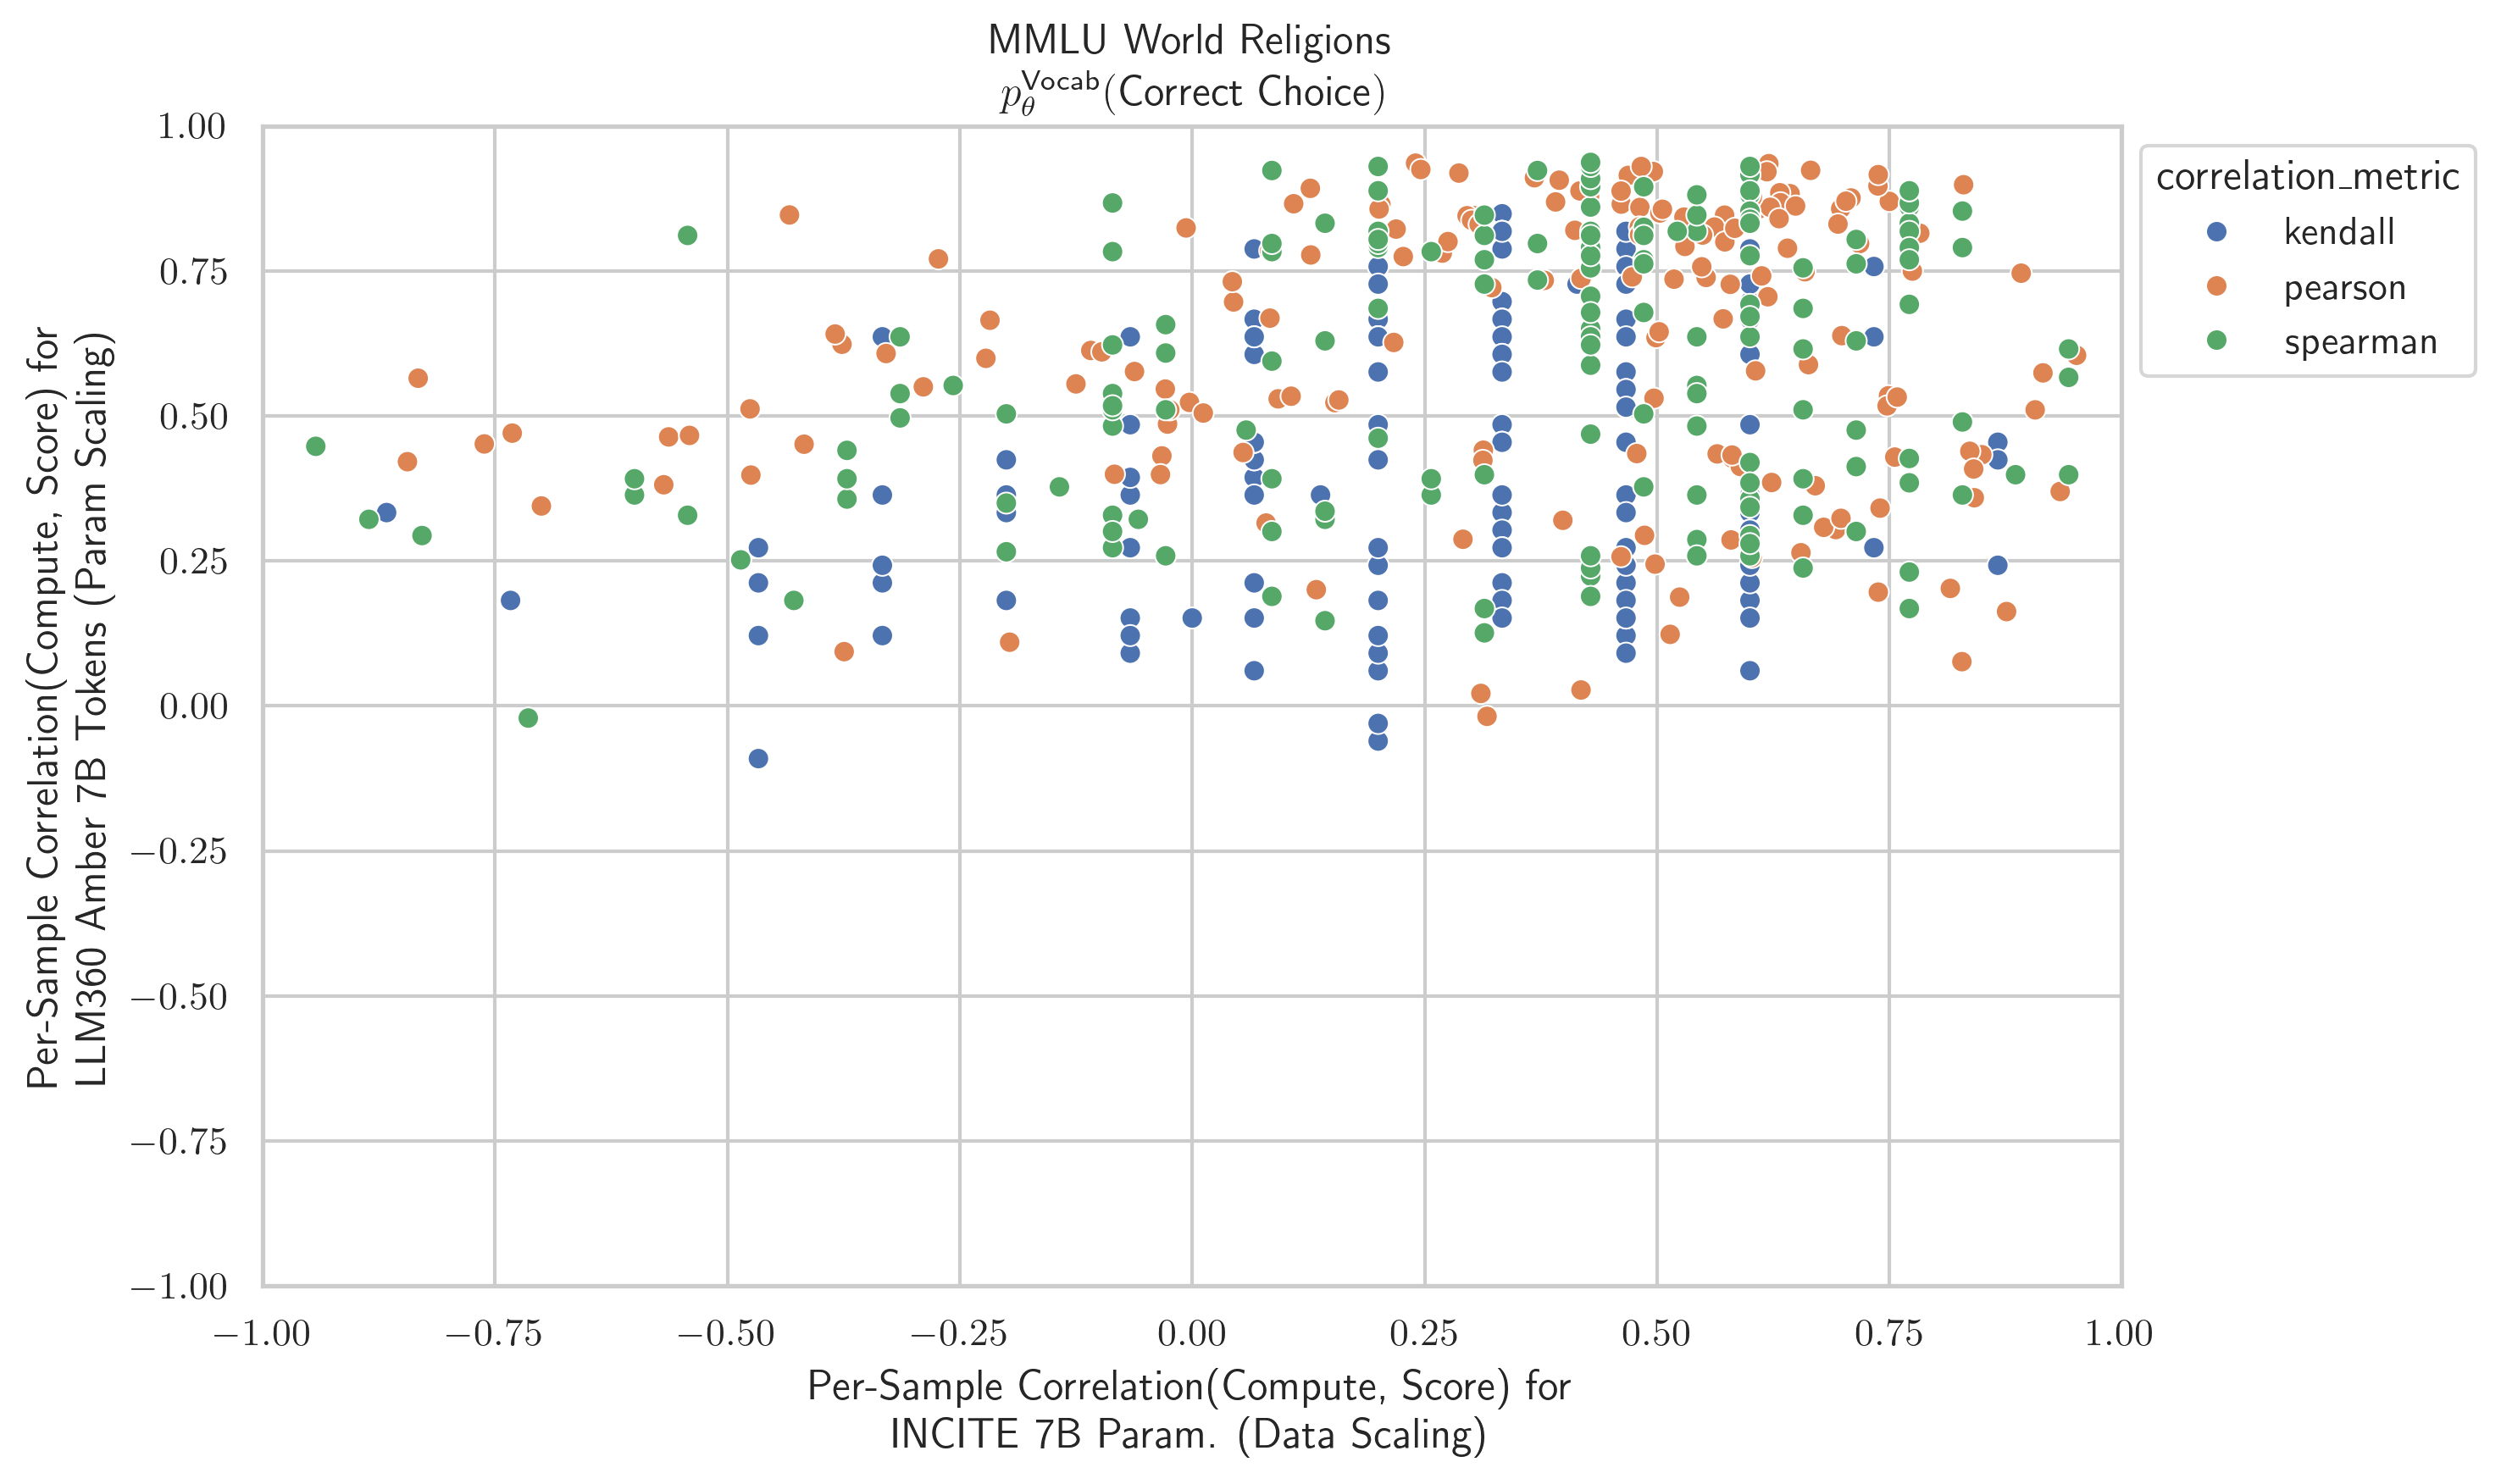 MMLU World Religions
p_θ^Vocab(Correct Choice)
1.00
0.75
0.50
0.25
0.00
−0.25
−0.50
−0.75
−1.00
Per-Sample Correlation(Compute, Score) for
LLM360 Amber 7B Tokens (Param Scaling)
correlation_metric
kendall
pearson
spearman
−1.00 −0.75 −0.50 −0.25 0.00 0.25 0.50 0.75 1.00
Per-Sample Correlation(Compute, Score) for
INCITE 7B Param. (Data Scaling)